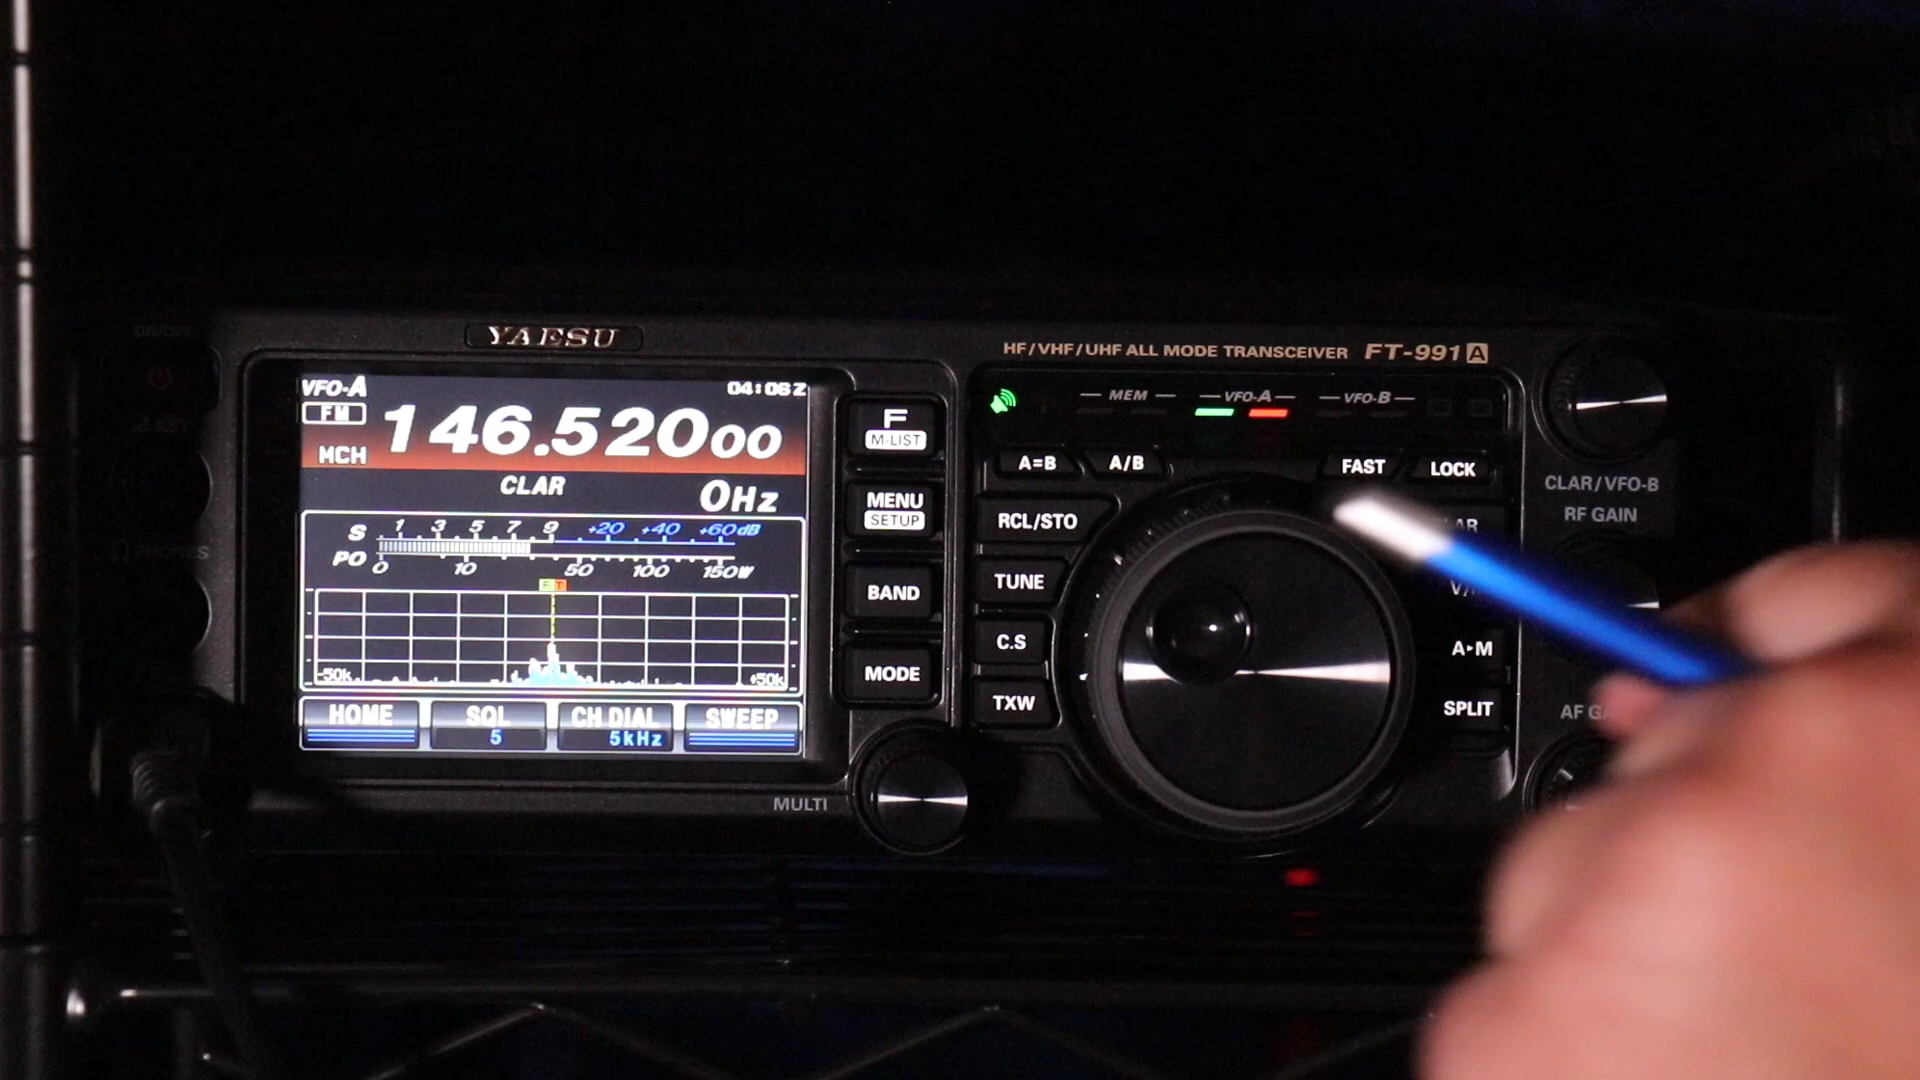 YAESU
HF/VHF/UHF ALL MODE TRANSCEIVER FT-991A
VFO-A 04:06Z
FM 146.52000
MCH
CLAR 0Hz
S 1 3 5 7 9 +20 +40 +60dB
PO 0 10 50 100 150W
-50k +50k
HOME SQL CH DIAL SWEEP
5 5kHz
F
M-LIST
MENU
SETUP
BAND
MODE
MULTI
MEM VFO-A VFO-B
A=B A/B FAST LOCK
RCL/STO
TUNE
C.S
TXW
A▸M
SPLIT
CLAR/VFO-B
RF GAIN
PHONES
AF